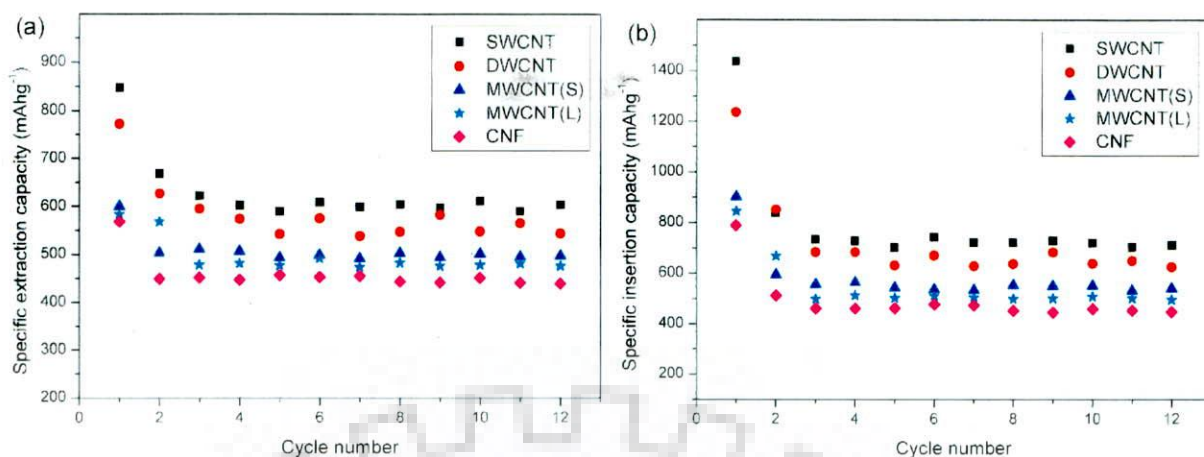 (a)
SWCNT
DWCNT
MWCNT(S)
MWCNT(L)
CNF
900
800
700
600
500
400
300
200
Specific extraction capacity (mAhg⁻¹)
0 2 4 6 8 10 12
Cycle number
(b)
SWCNT
DWCNT
MWCNT(S)
MWCNT(L)
CNF
1400
1200
1000
800
600
400
200
Specific insertion capacity (mAhg⁻¹)
0 2 4 6 8 10 12
Cycle number